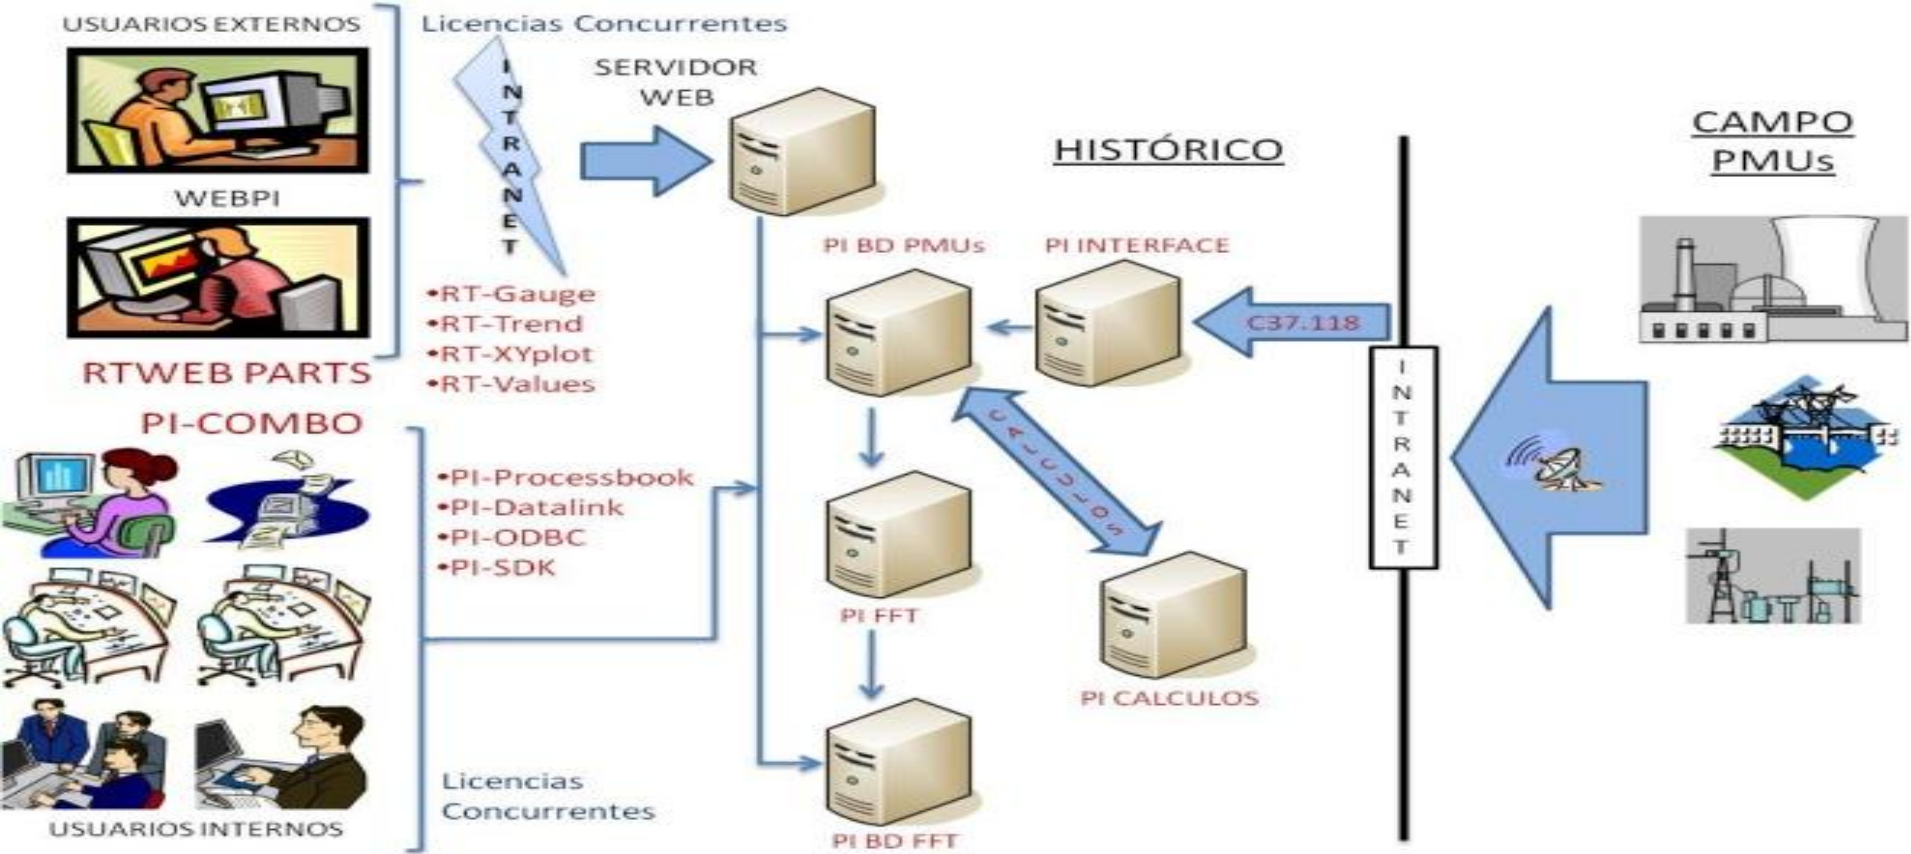 USUARIOS EXTERNOS
WEBPI
RTWEB PARTS
Licencias Concurrentes
INTRANET
•RT-Gauge
•RT-Trend
•RT-XYplot
•RT-Values
SERVIDOR
WEB
PI-COMBO
•PI-Processbook
•PI-Datalink
•PI-ODBC
•PI-SDK
Licencias
Concurrentes
USUARIOS INTERNOS
HISTÓRICO
PI BD PMUs
PI INTERFACE
C37.118
CALCULOS
PI FFT
PI CALCULOS
PI BD FFT
INTRANET
CAMPO
PMUs